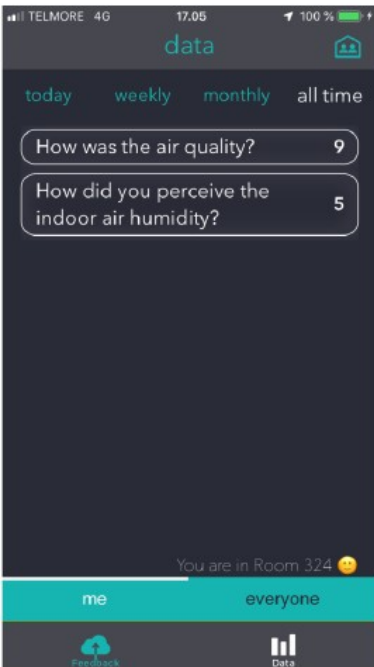 TELMORE 4G 17.05 100 %
data
today weekly monthly all time
How was the air quality? 9
How did you perceive the
indoor air humidity? 5
You are in Room 324 🙂
me everyone
Feedback Data